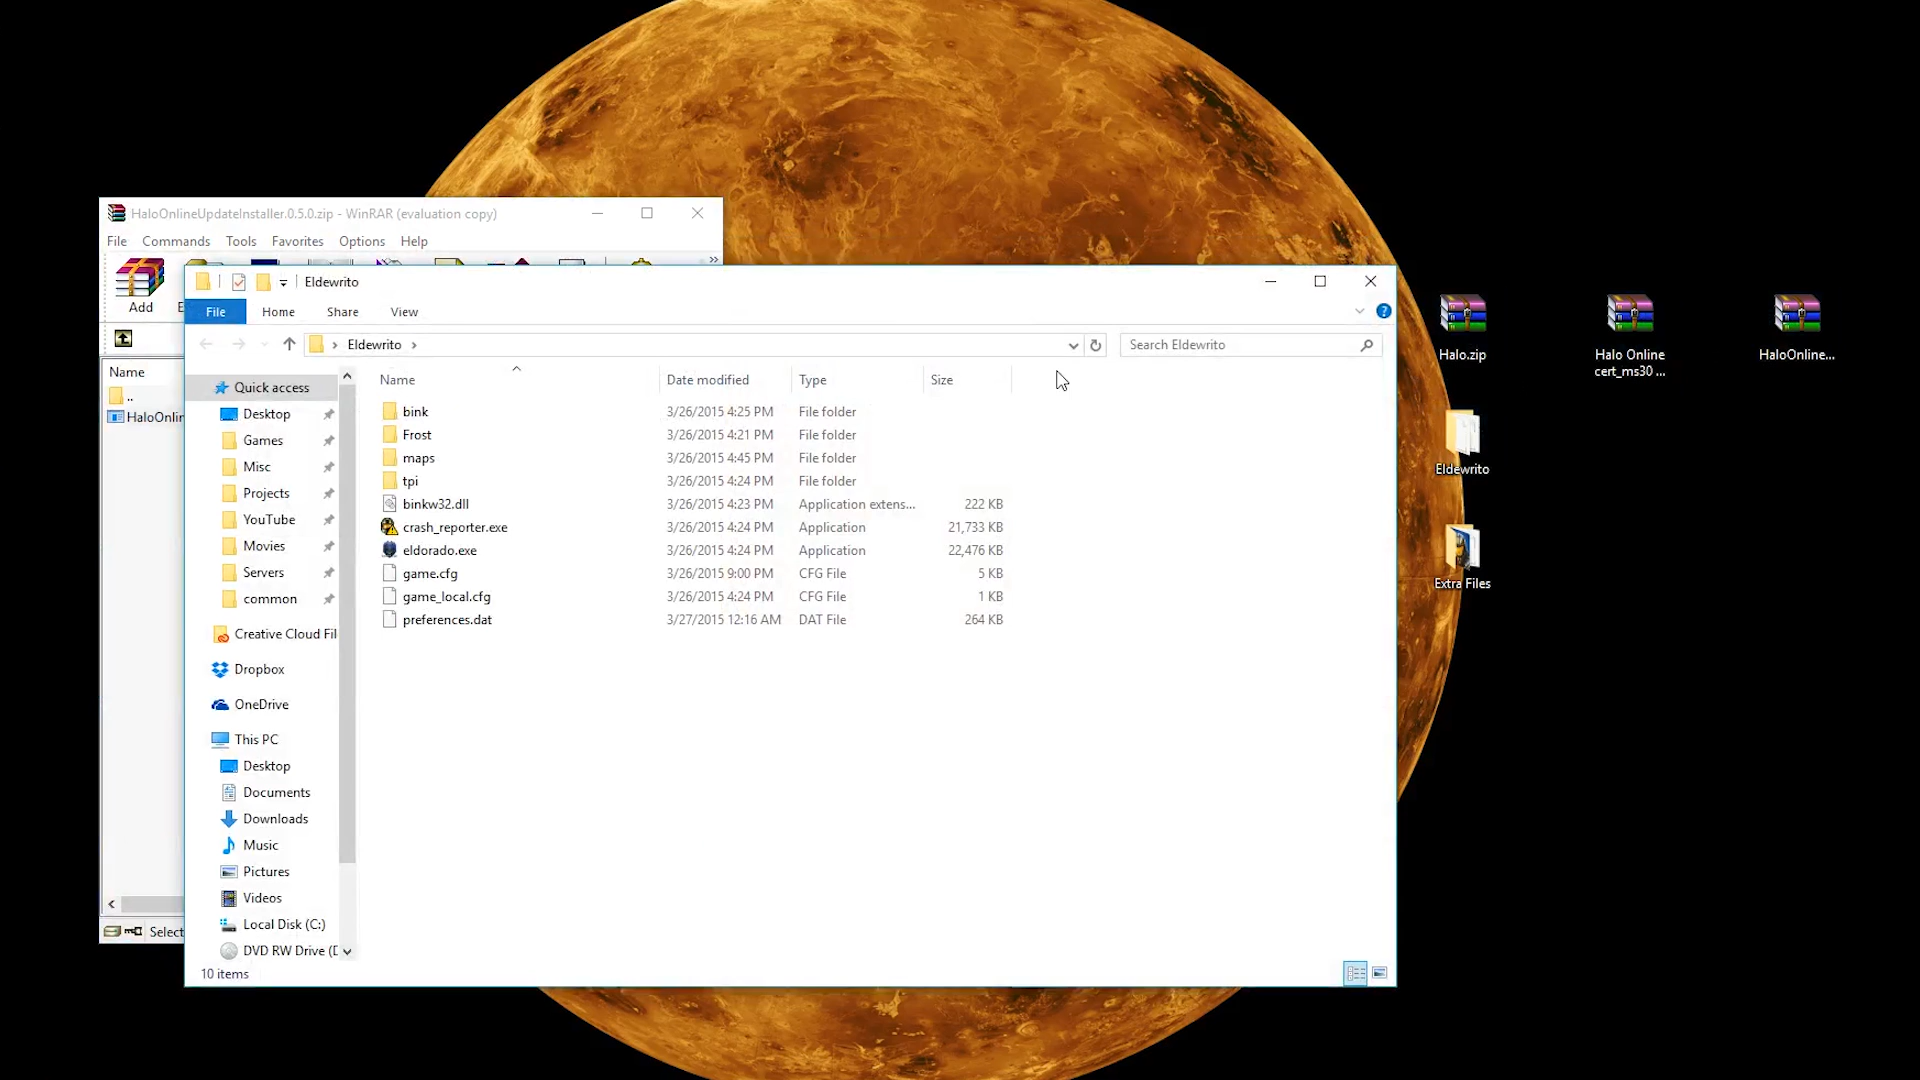 HaloOnlineUpdateInstaller.0.5.0.zip - WinRAR (evaluation copy)
File Commands Tools Favorites Options Help
Add
Name
..
HaloOnlin
Select
Eldewrito
File Home Share View
Eldewrito
Search Eldewrito
Quick access
Desktop
Games
Misc
Projects
YouTube
Movies
Servers
common
Creative Cloud Fil
Dropbox
OneDrive
This PC
Desktop
Documents
Downloads
Music
Pictures
Videos
Local Disk (C:)
DVD RW Drive (D
Name Date modified Type Size
bink 3/26/2015 4:25 PM File folder
Frost 3/26/2015 4:21 PM File folder
maps 3/26/2015 4:45 PM File folder
tpi 3/26/2015 4:24 PM File folder
binkw32.dll 3/26/2015 4:23 PM Application extens... 222 KB
crash_reporter.exe 3/26/2015 4:24 PM Application 21,733 KB
eldorado.exe 3/26/2015 4:24 PM Application 22,476 KB
game.cfg 3/26/2015 9:00 PM CFG File 5 KB
game_local.cfg 3/26/2015 4:24 PM CFG File 1 KB
preferences.dat 3/27/2015 12:16 AM DAT File 264 KB
10 items
Halo.zip
Halo Online
cert_ms30 ...
HaloOnline...
Eldewrito
Extra Files